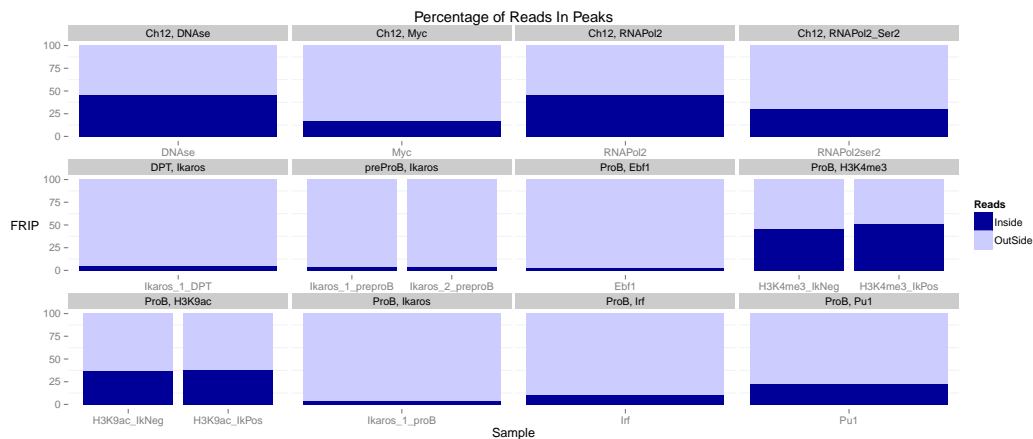 Percentage of Reads In Peaks
Ch12, DNAse
Ch12, Myc
Ch12, RNAPol2
Ch12, RNAPol2_Ser2
100
75
50
25
0
DNAse
Myc
RNAPol2
RNAPol2ser2
DPT, Ikaros
preProB, Ikaros
ProB, Ebf1
ProB, H3K4me3
100
75
50
25
0
FRIP
Ikaros_1_DPT
Ikaros_1_preproB
Ikaros_2_preproB
Ebf1
H3K4me3_IkNeg
H3K4me3_IkPos
Reads
Inside
OutSide
ProB, H3K9ac
ProB, Ikaros
ProB, Irf
ProB, Pu1
100
75
50
25
0
H3K9ac_IkNeg
H3K9ac_IkPos
Ikaros_1_proB
Irf
Pu1
Sample